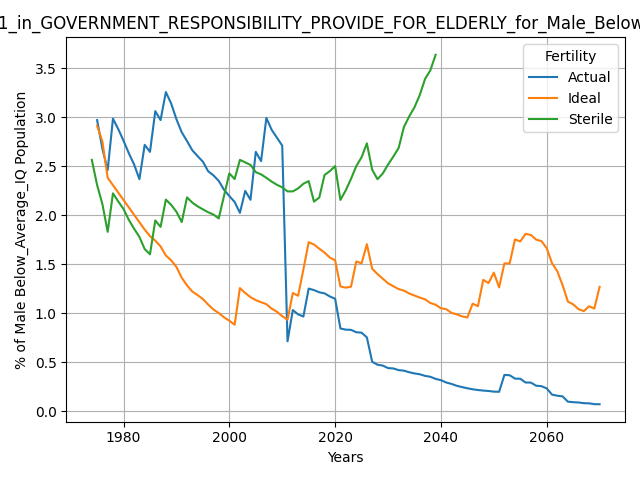 1_in_GOVERNMENT_RESPONSIBILITY_PROVIDE_FOR_ELDERLY_for_Male_Below
Fertility
Actual
Ideal
Sterile
% of Male Below_Average_IQ Population
3.5
3.0
2.5
2.0
1.5
1.0
0.5
0.0
1980 2000 2020 2040 2060
Years